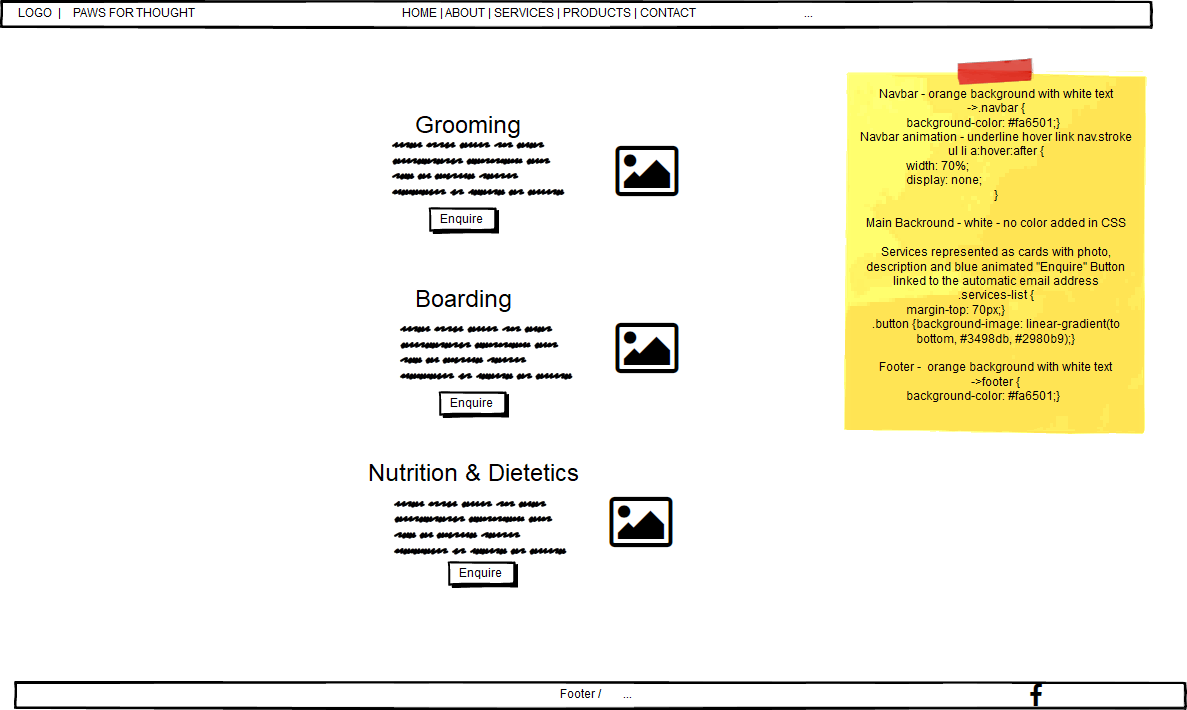 LOGO | PAWS FOR THOUGHT HOME | ABOUT | SERVICES | PRODUCTS | CONTACT ...
Grooming
Enquire
Boarding
Enquire
Nutrition & Dietetics
Enquire
Navbar - orange background with white text
->.navbar {
background-color: #fa6501;}
Navbar animation - underline hover link nav.stroke
ul li a:hover:after {
width: 70%;
display: none;
}
Main Backround - white - no color added in CSS
Services represented as cards with photo,
description and blue animated "Enquire" Button
linked to the automatic email address
.services-list {
margin-top: 70px;}
.button {background-image: linear-gradient(to
bottom, #3498db, #2980b9);}
Footer - orange background with white text
->footer {
background-color: #fa6501;}
Footer / ...